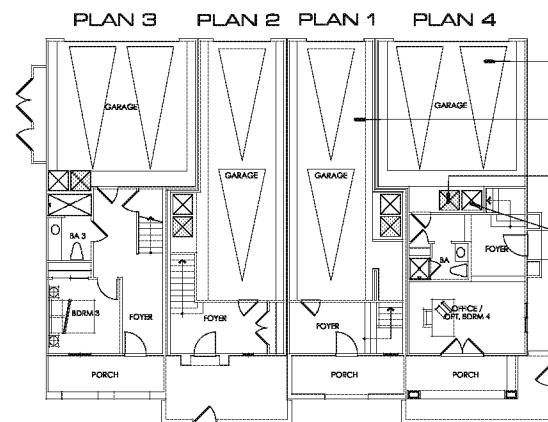 PLAN 3 PLAN 2 PLAN 1 PLAN 4
GARAGE
GARAGE
GARAGE
GARAGE
BA 3
BA
FOYER
BDRM 3
FOYER
FOYER
FOYER
OFFICE /
OPT. BDRM 4
PORCH
PORCH
PORCH